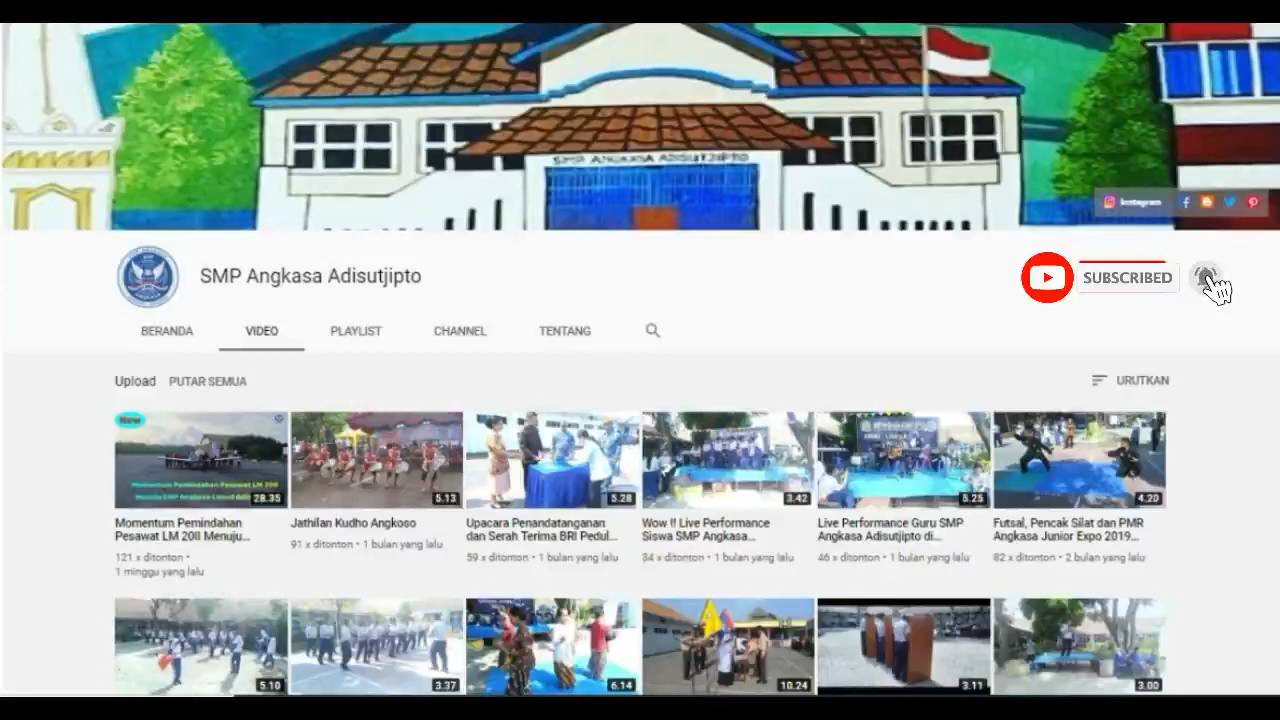 SMP ANGKASA ADISUTJIPTO
Instagram
SMP Angkasa Adisutjipto
SUBSCRIBED
BERANDA VIDEO PLAYLIST CHANNEL TENTANG
Upload PUTAR SEMUA URUTKAN
New
Momentum Pemindahan Pesawat LM 200
28.35 5.13 5.28 3.42 5.25 4.20
Momentum Pemindahan
Pesawat LM 20II Menuju...
121 x ditonton •
1 minggu yang lalu
Jathilan Kudho Angkoso
91 x ditonton • 1 bulan yang lalu
Upacara Penandatanganan
dan Serah Terima BRI Pedul...
59 x ditonton • 1 bulan yang lalu
Wow !! Live Performance
Siswa SMP Angkasa...
34 x ditonton • 1 bulan yang lalu
Live Performance Guru SMP
Angkasa Adisutjipto di...
46 x ditonton • 1 bulan yang lalu
Futsal, Pencak Silat dan PMR
Angkasa Junior Expo 2019...
82 x ditonton • 2 bulan yang lalu
5.10 3.37 6.14 10.24 3.11 3.00